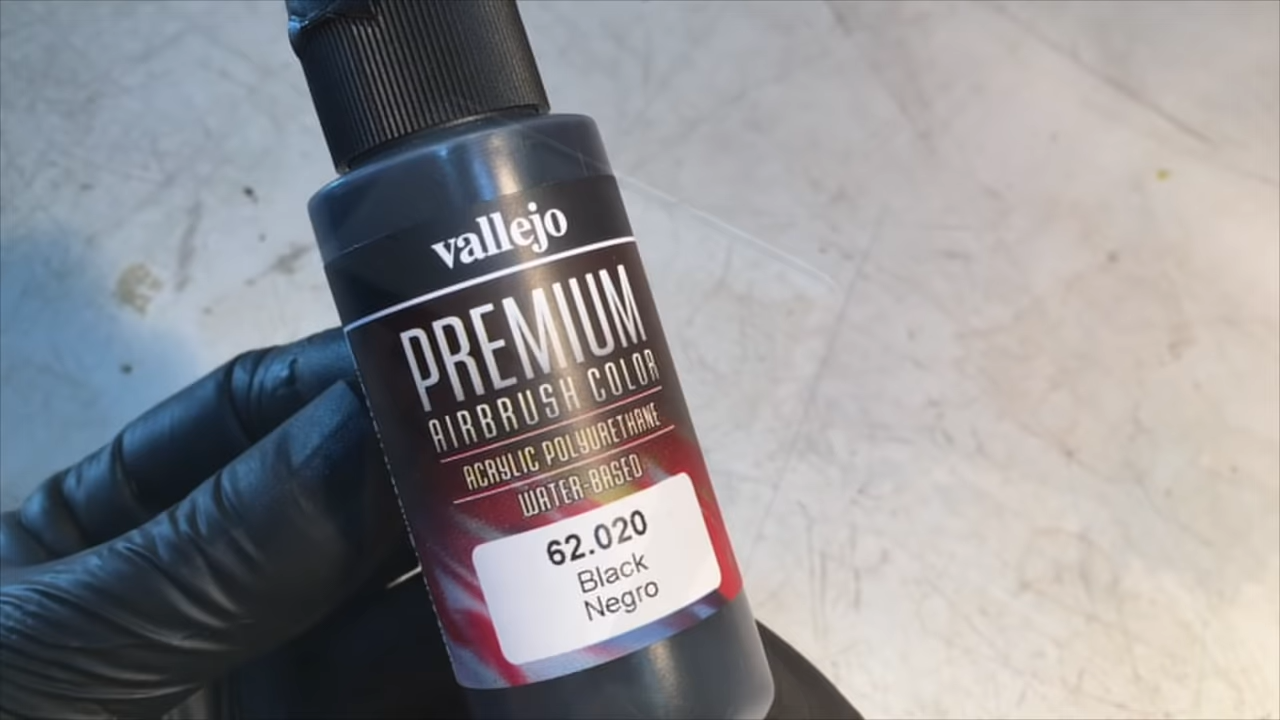 vallejo
PREMIUM
AIRBRUSH COLOR
ACRYLIC POLYURETHANE
WATER-BASED
62.020
Black
Negro